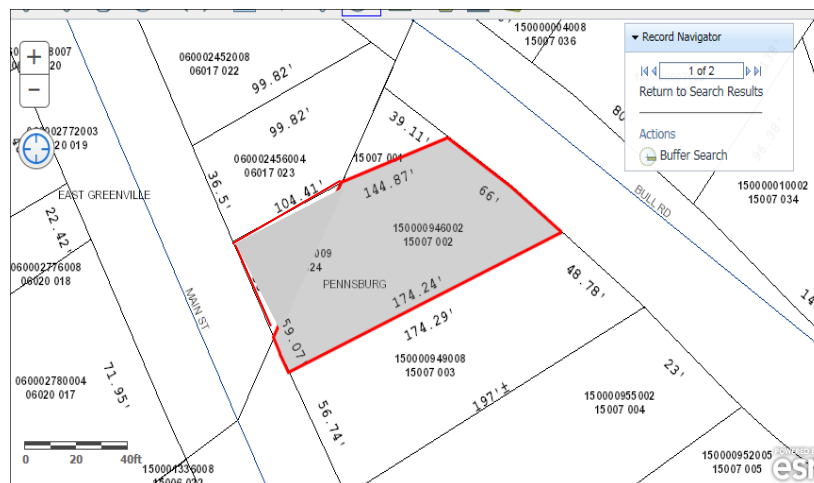 060002452008
06017 022
99.82'
99.82'
060002456004
06017 023
36.5'
104.41'
EAST GREENVILLE
22.42'
060002776008
06020 018
MAIN ST
060002780004
06020 017
71.95'
0 20 40ft
15007 036
39.11'
144.87'
66'
150000946002
15007 002
PENNSBURG
174.24'
59.07
174.29'
150000949008
15007 003
56.74'
197'±
48.78'
23'
150000955002
15007 004
150000952005
15007 005
BULL RD
15007 034
Record Navigator
1 of 2
Return to Search Results
Actions
Buffer Search
POWERED BY
esri